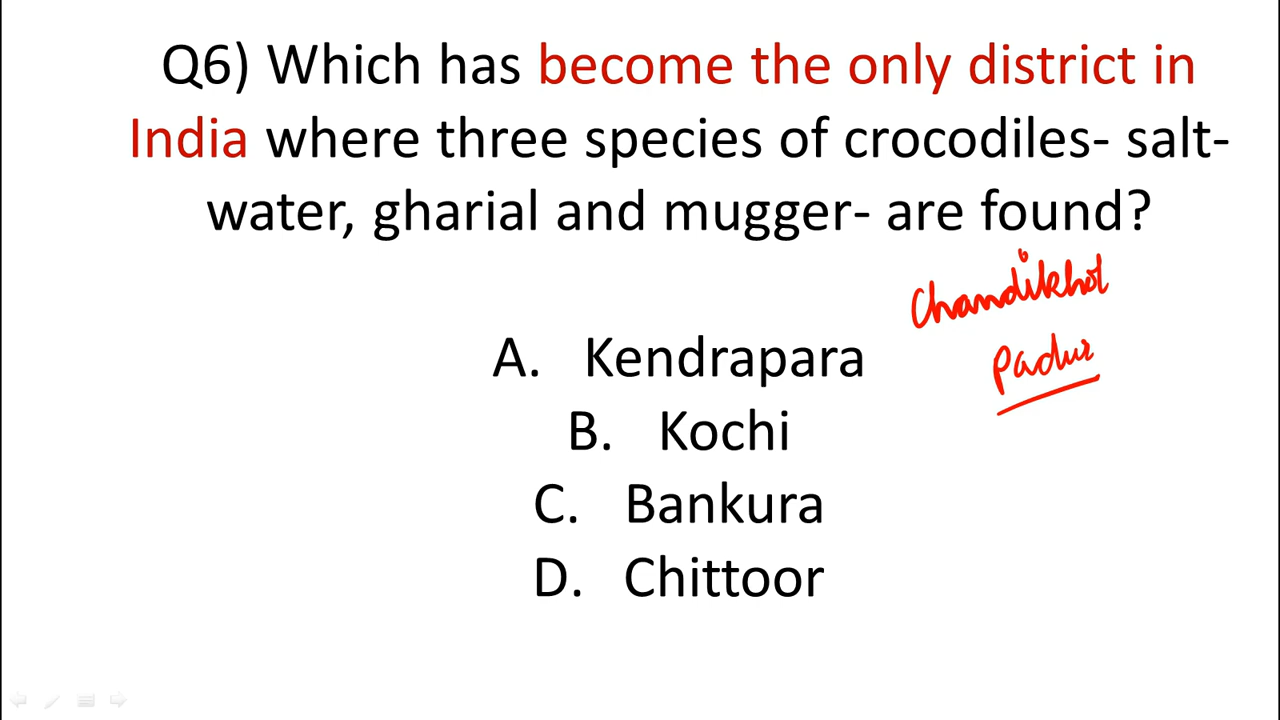 Q6) Which has become the only district in
India where three species of crocodiles- salt-
water, gharial and mugger- are found?
Chandikhol
Padur
A. Kendrapara
B. Kochi
C. Bankura
D. Chittoor